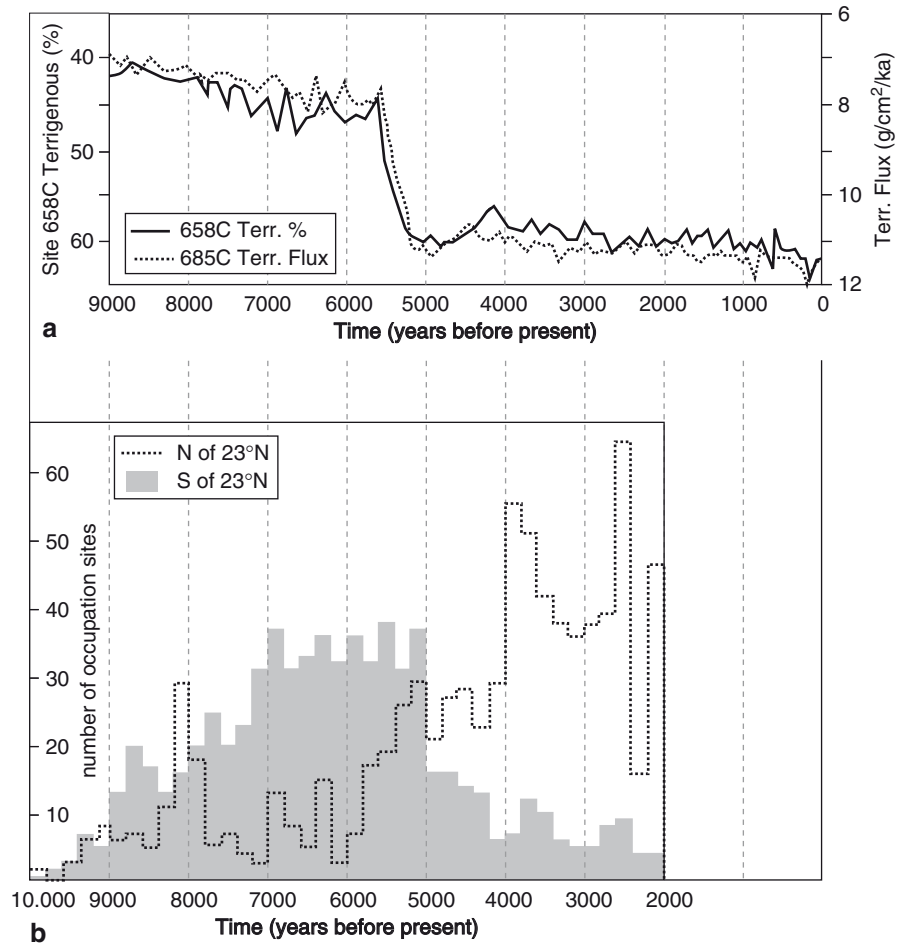 6
40
8
50
10
60
12
Site 658C Terrigenous (%)
Terr. Flux (g/cm²/ka)
658C Terr. %
685C Terr. Flux
9000 8000 7000 6000 5000 4000 3000 2000 1000 0
a
Time (years before present)
N of 23°N
S of 23°N
60
50
40
30
20
10
number of occupation sites
10.000 9000 8000 7000 6000 5000 4000 3000 2000
Time (years before present)
b